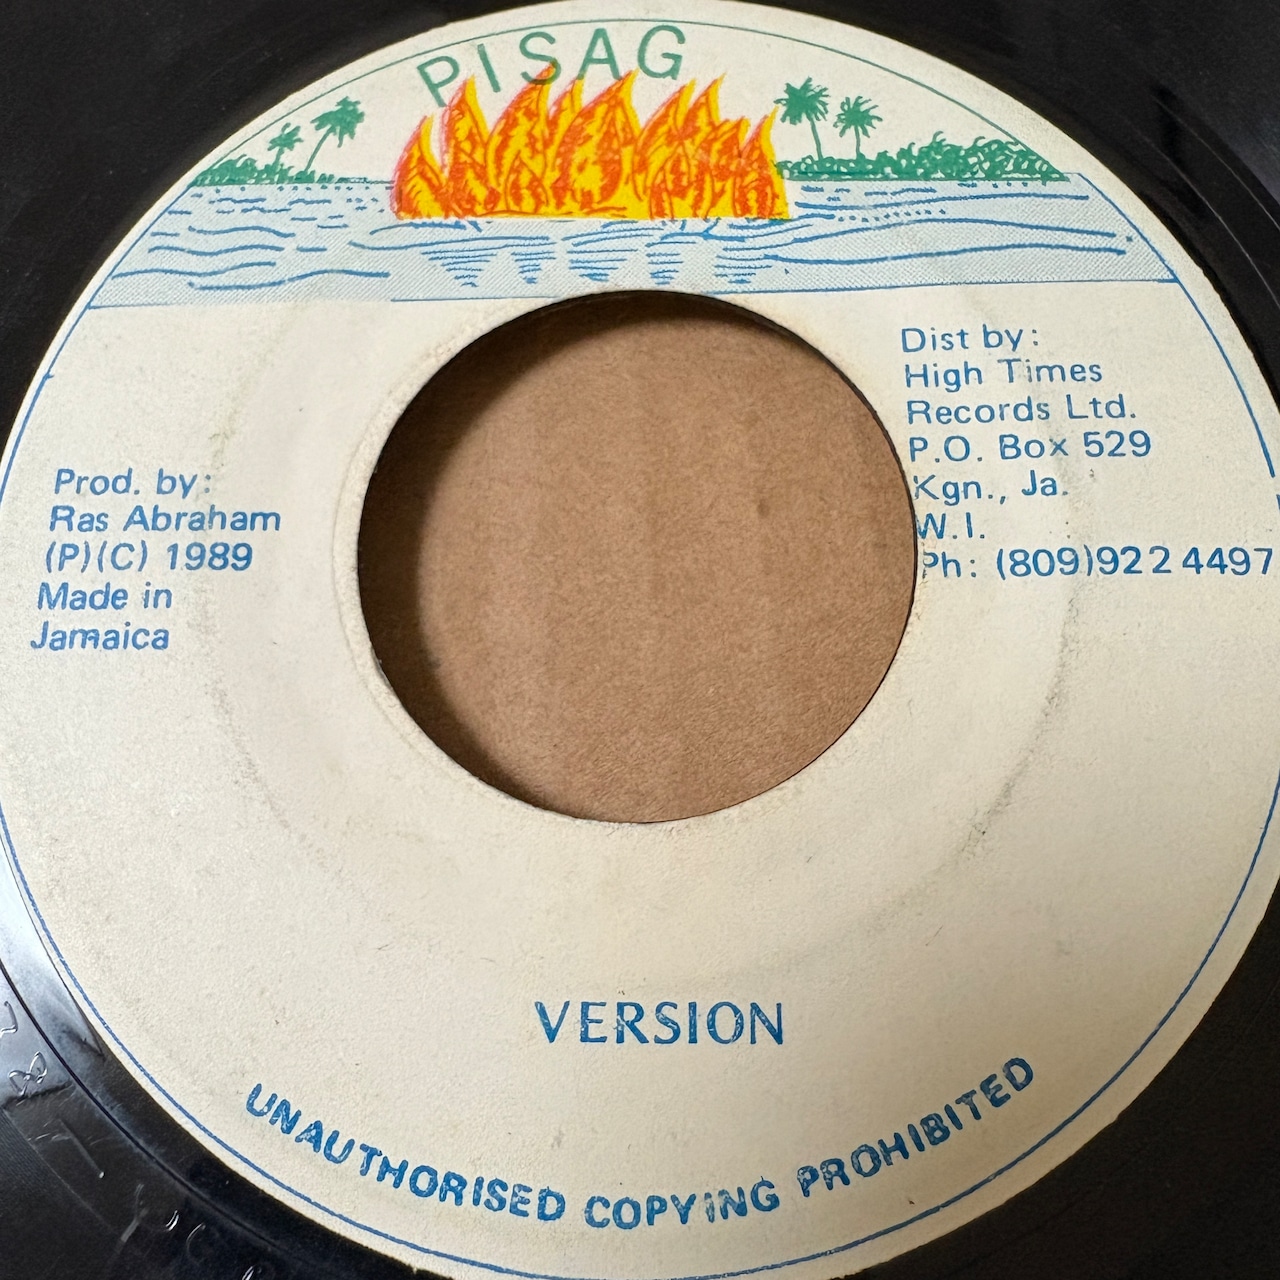 PISAG
Dist by:
High Times
Records Ltd.
P.O. Box 529
Kgn., Ja.
W.I.
Ph: (809)922 4497
Prod. by:
Ras Abraham
(P)(C) 1989
Made in
Jamaica
VERSION
UNAUTHORISED COPYING PROHIBITED